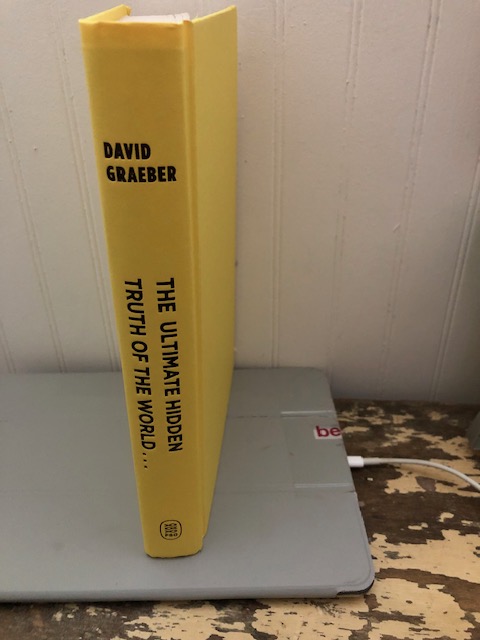 DAVID
GRAEBER
THE ULTIMATE HIDDEN
TRUTH OF THE WORLD...
be